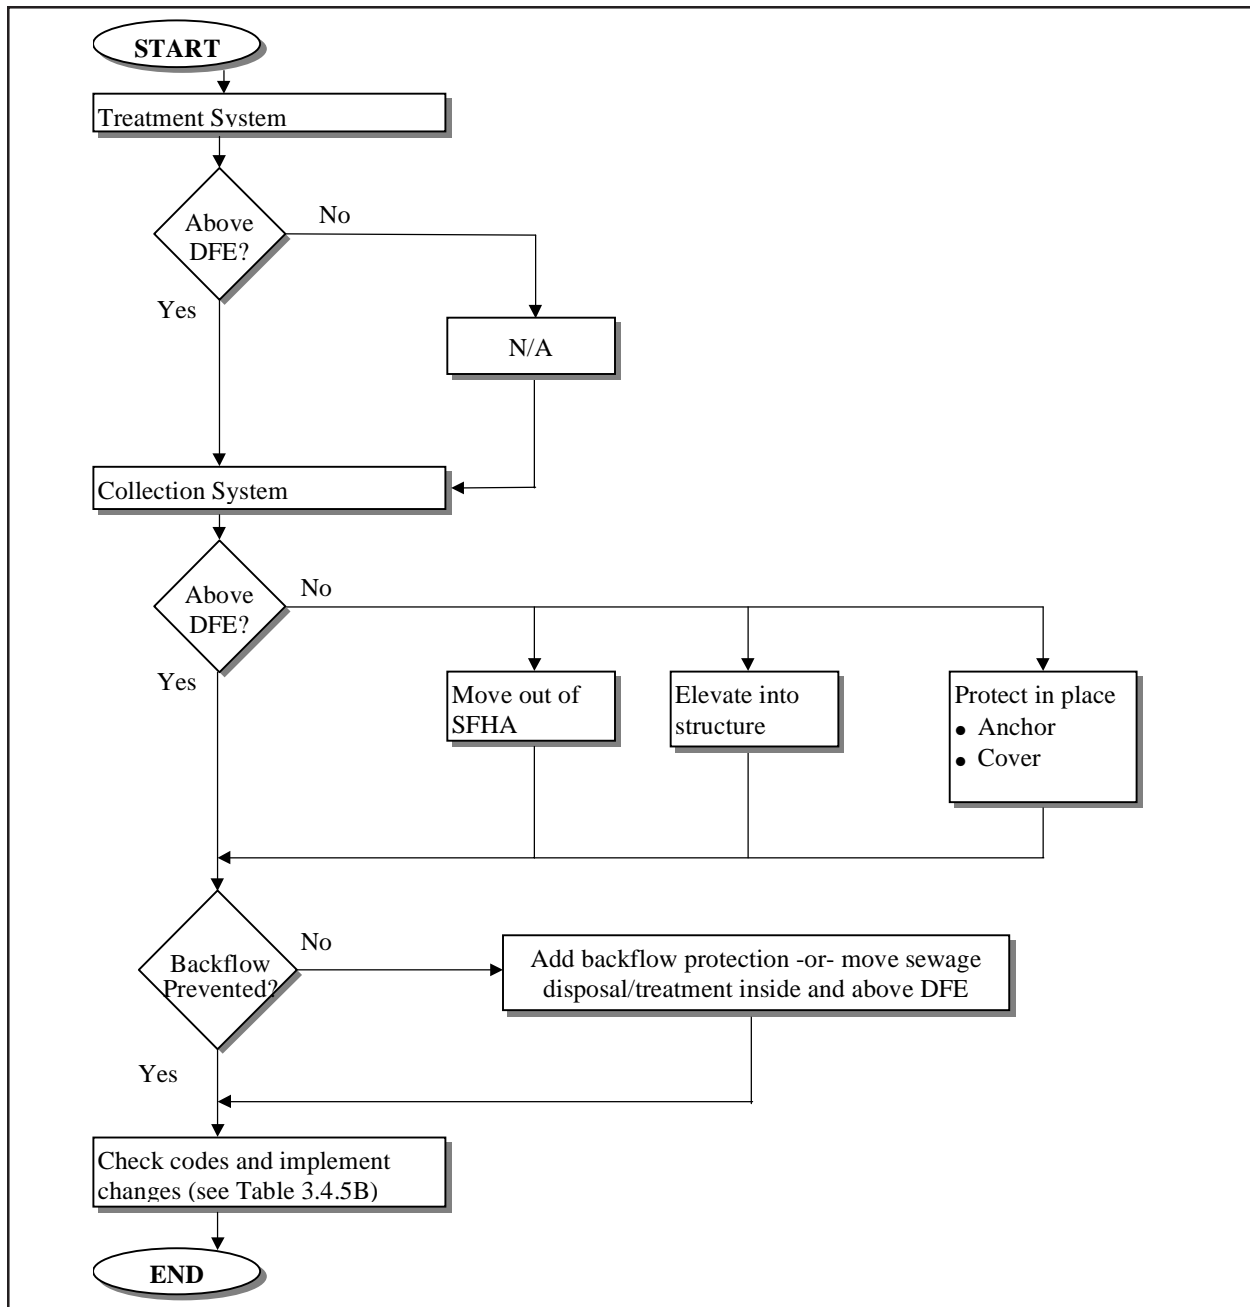 START
Treatment System
Above
DFE?
No
Yes
N/A
Collection System
Above
DFE?
No
Yes
Move out of
SFHA
Elevate into
structure
Protect in place
● Anchor
● Cover
Backflow
Prevented?
No
Yes
Add backflow protection -or- move sewage
disposal/treatment inside and above DFE
Check codes and implement
changes (see Table 3.4.5B)
END